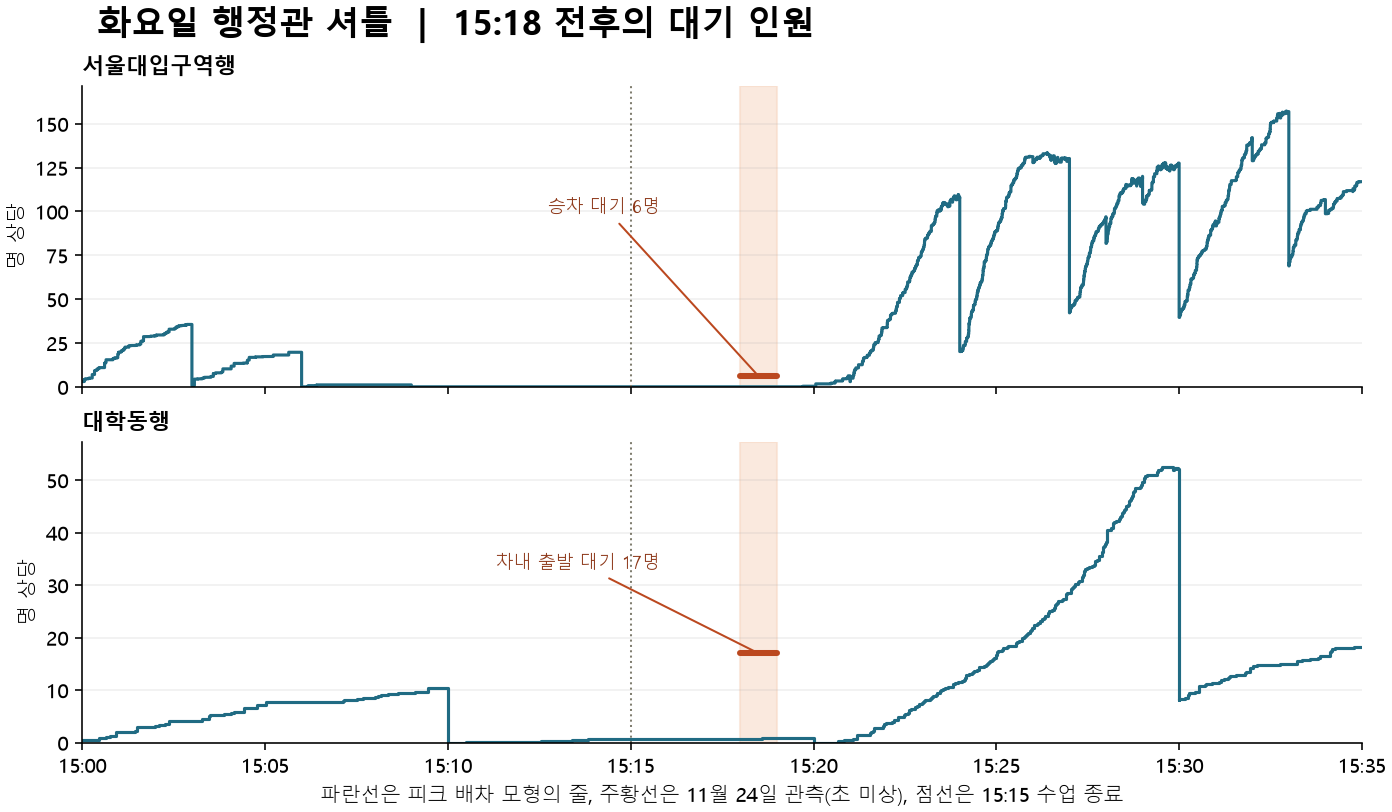 화요일 행정관 셔틀 | 15:18 전후의 대기 인원
서울대입구역행
명 상당
150
125
100
75
50
25
0
승차 대기 6명
대학동행
명 상당
50
40
30
20
10
0
차내 출발 대기 17명
15:00 15:05 15:10 15:15 15:20 15:25 15:30 15:35
파란선은 피크 배차 모형의 줄, 주황선은 11월 24일 관측(초 미상), 점선은 15:15 수업 종료